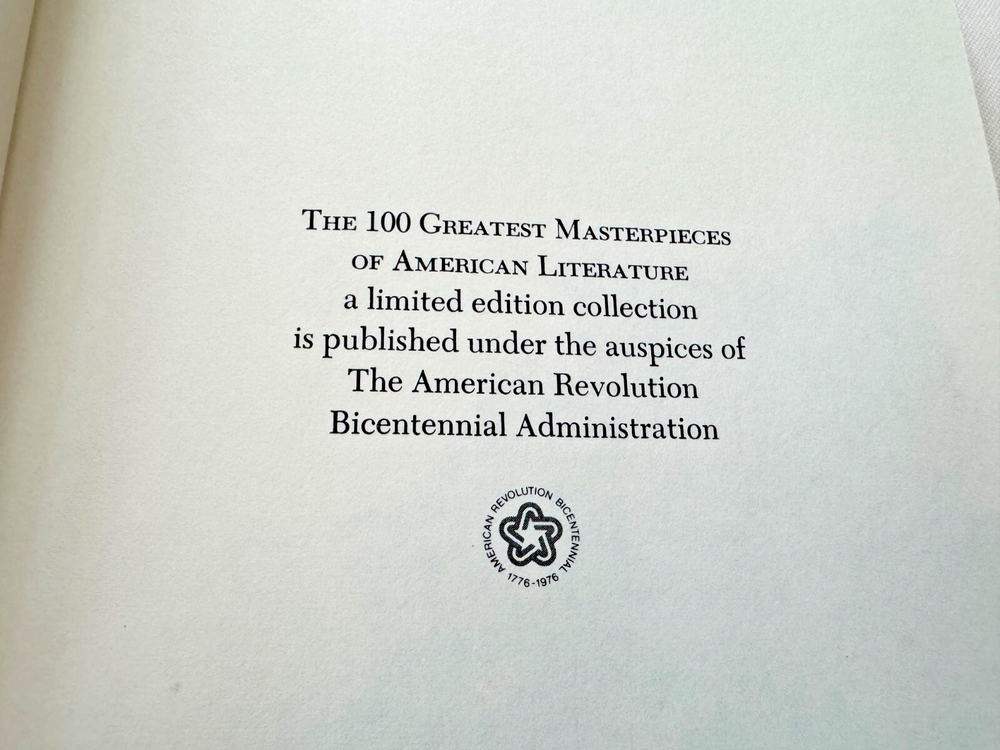 The 100 Greatest Masterpieces
of American Literature
a limited edition collection
is published under the auspices of
The American Revolution
Bicentennial Administration
AMERICAN REVOLUTION BICENTENNIAL
1776-1976